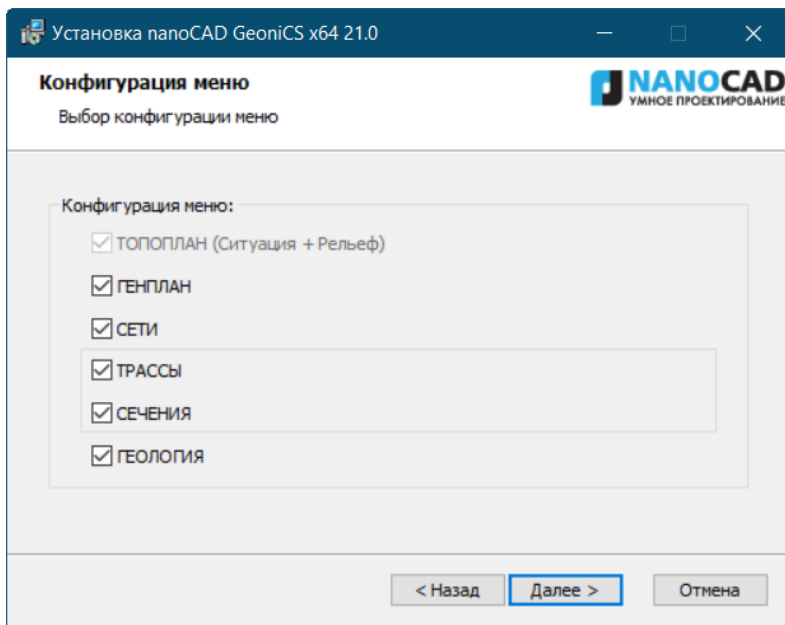 Установка nanoCAD GeoniCS x64 21.0
Конфигурация меню
Выбор конфигурации меню
NANOCAD
УМНОЕ ПРОЕКТИРОВАНИЕ
Конфигурация меню:
ТОПОПЛАН (Ситуация + Рельеф)
ГЕНПЛАН
СЕТИ
ТРАССЫ
СЕЧЕНИЯ
ГЕОЛОГИЯ
< Назад Далее > Отмена